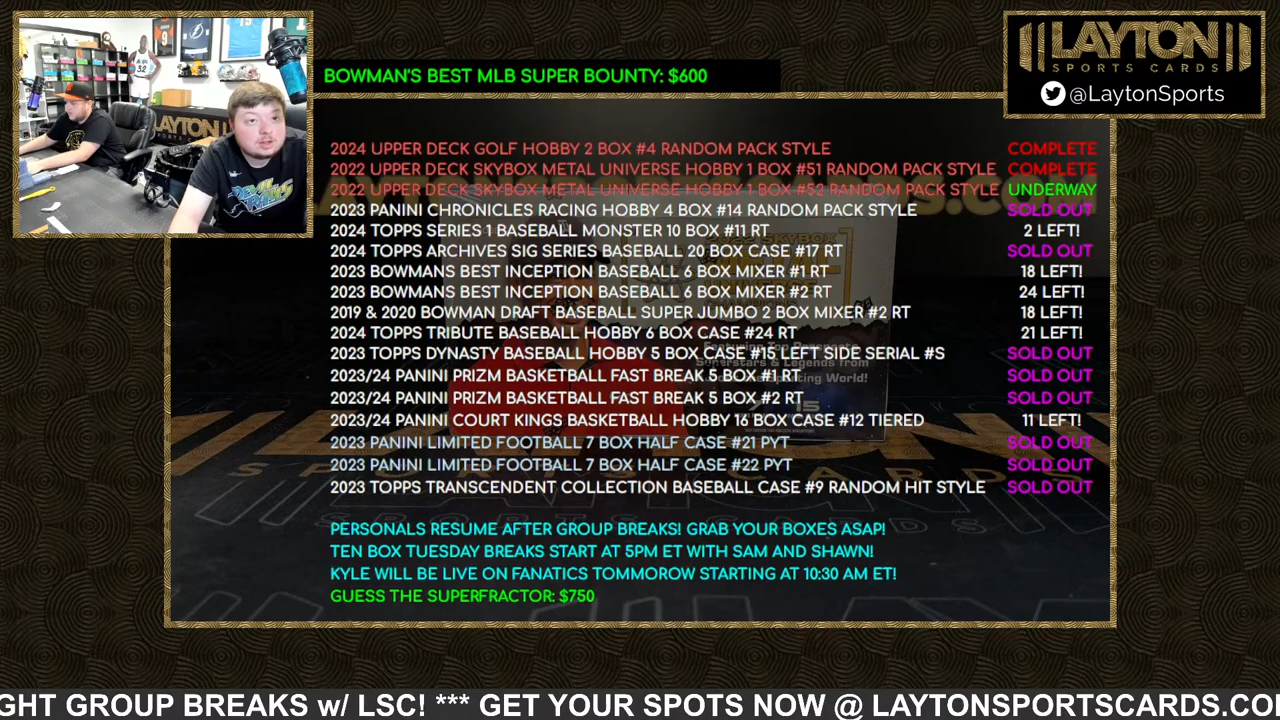 LAYTON
SPORTS CARDS
@LaytonSports
BOWMAN'S BEST MLB SUPER BOUNTY: $600
2024 UPPER DECK GOLF HOBBY 2 BOX #4 RANDOM PACK STYLE COMPLETE
2022 UPPER DECK SKYBOX METAL UNIVERSE HOBBY 1 BOX #51 RANDOM PACK STYLE COMPLETE
2022 UPPER DECK SKYBOX METAL UNIVERSE HOBBY 1 BOX #52 RANDOM PACK STYLE UNDERWAY
2023 PANINI CHRONICLES RACING HOBBY 4 BOX #14 RANDOM PACK STYLE SOLD OUT
2024 TOPPS SERIES 1 BASEBALL MONSTER 10 BOX #11 RT 2 LEFT!
2024 TOPPS ARCHIVES SIG SERIES BASEBALL 20 BOX CASE #17 RT SOLD OUT
2023 BOWMANS BEST INCEPTION BASEBALL 6 BOX MIXER #1 RT 18 LEFT!
2023 BOWMANS BEST INCEPTION BASEBALL 6 BOX MIXER #2 RT 24 LEFT!
2019 & 2020 BOWMAN DRAFT BASEBALL SUPER JUMBO 2 BOX MIXER #2 RT 18 LEFT!
2024 TOPPS TRIBUTE BASEBALL HOBBY 6 BOX CASE #24 RT 21 LEFT!
2023 TOPPS DYNASTY BASEBALL HOBBY 5 BOX CASE #15 LEFT SIDE SERIAL #S SOLD OUT
2023/24 PANINI PRIZM BASKETBALL FAST BREAK 5 BOX #1 RT SOLD OUT
2023/24 PANINI PRIZM BASKETBALL FAST BREAK 5 BOX #2 RT SOLD OUT
2023/24 PANINI COURT KINGS BASKETBALL HOBBY 16 BOX CASE #12 TIERED 11 LEFT!
2023 PANINI LIMITED FOOTBALL 7 BOX HALF CASE #21 PYT SOLD OUT
2023 PANINI LIMITED FOOTBALL 7 BOX HALF CASE #22 PYT SOLD OUT
2023 TOPPS TRANSCENDENT COLLECTION BASEBALL CASE #9 RANDOM HIT STYLE SOLD OUT
PERSONALS RESUME AFTER GROUP BREAKS! GRAB YOUR BOXES ASAP!
TEN BOX TUESDAY BREAKS START AT 5PM ET WITH SAM AND SHAWN!
KYLE WILL BE LIVE ON FANATICS TOMMOROW STARTING AT 10:30 AM ET!
GUESS THE SUPERFRACTOR: $750
GHT GROUP BREAKS w/ LSC! *** GET YOUR SPOTS NOW @ LAYTONSPORTSCARDS.CO